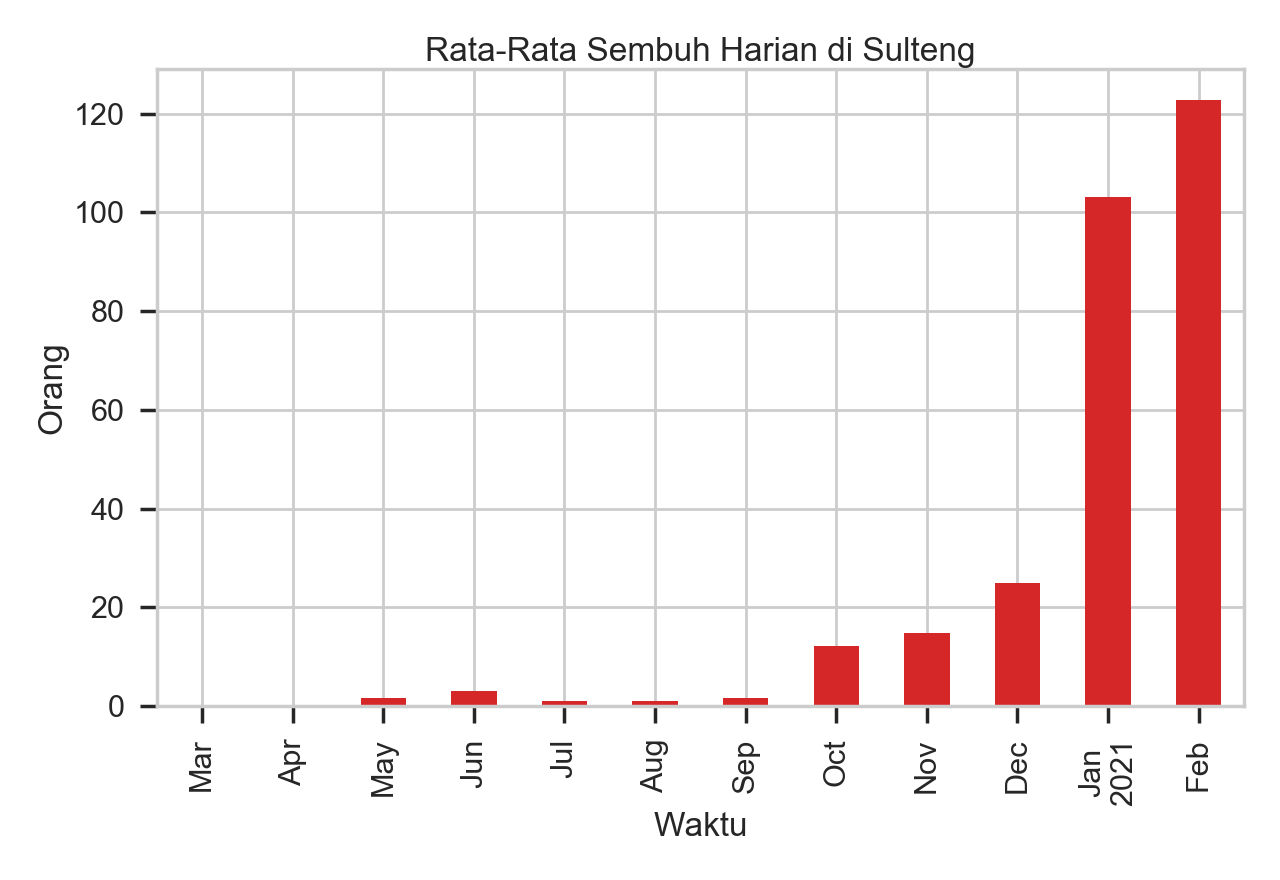 Rata-Rata Sembuh Harian di Sulteng
120
100
80
60
40
20
0
Orang
Mar
Apr
May
Jun
Jul
Aug
Sep
Oct
Nov
Dec
Jan
2021
Feb
Waktu